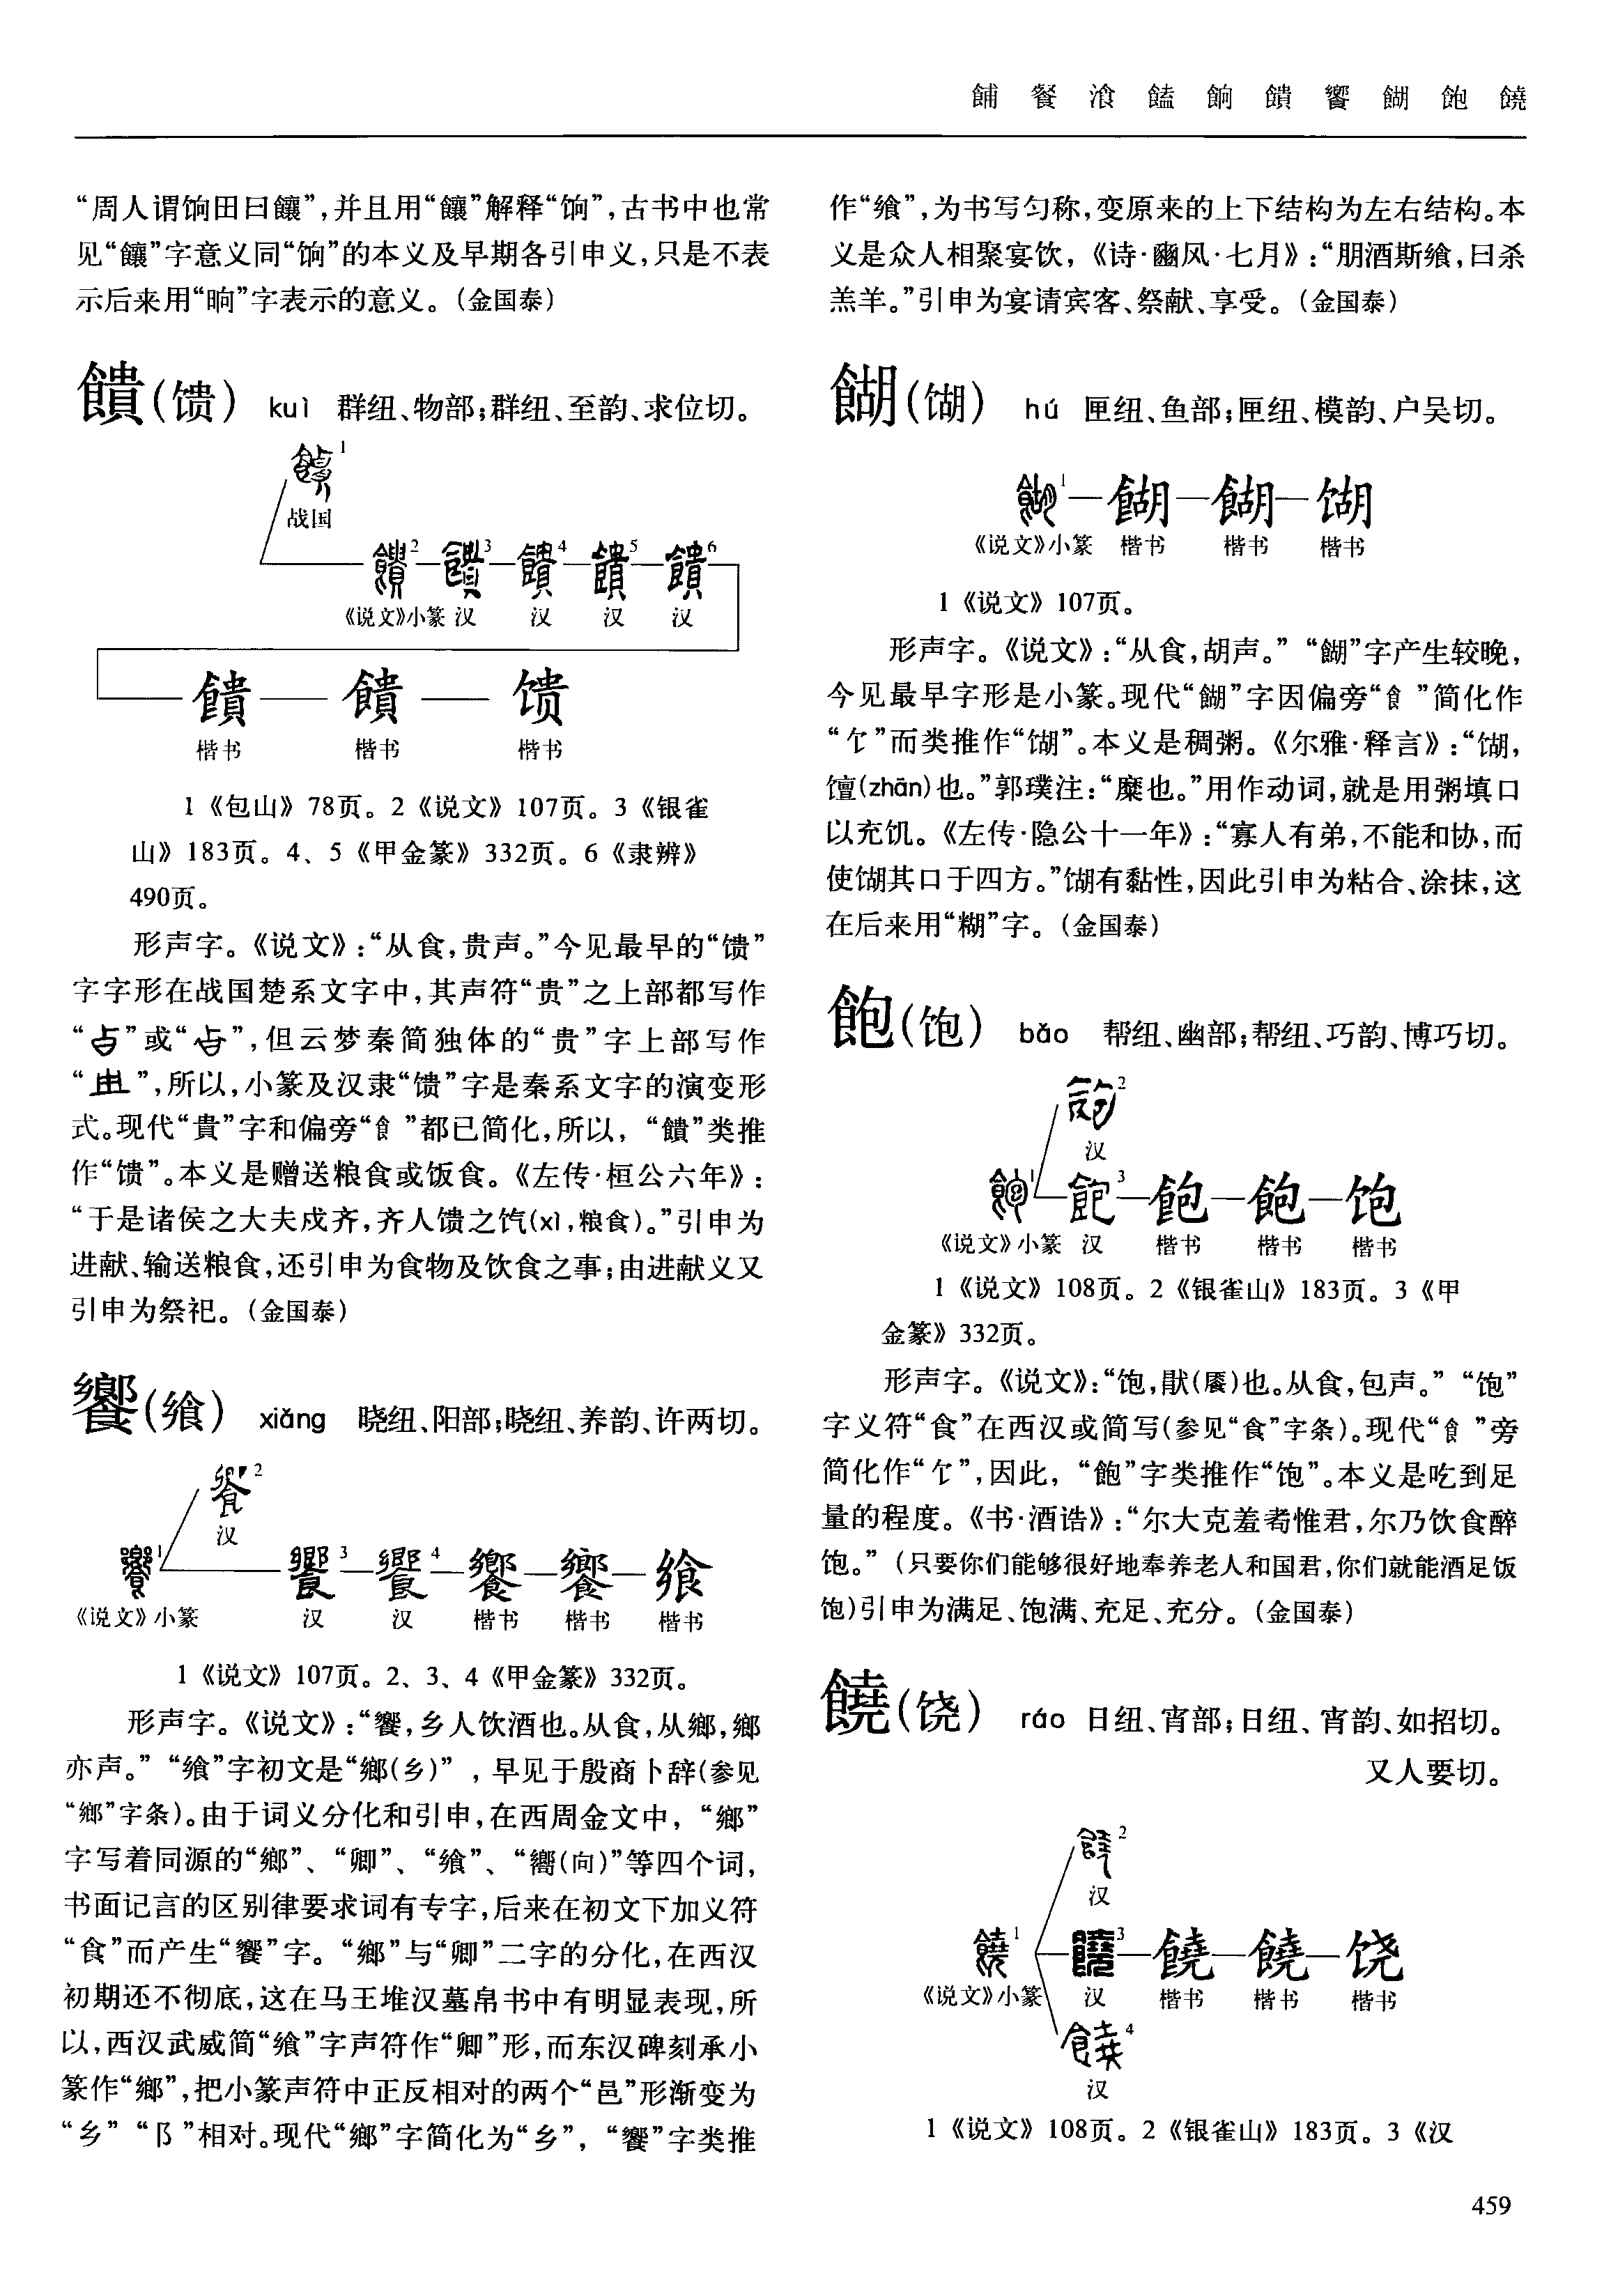 餔 餐 飡 饁 餉 饋 饗 餬 飽 饒
“周人谓饷田曰饟”,并且用“饟”解释“饷”,古书中也常
见“饟”字意义同“饷”的本义及早期各引申义,只是不表
示后来用“晌”字表示的意义。(金国泰)
饋(馈) kuì 群纽、物部;群纽、至韵、求位切。
1
战国
2 3 4 5 6
《说文》小篆 汉 汉 汉 汉
饋 饋 馈
楷书 楷书 楷书
1《包山》78页。2《说文》107页。3《银雀
山》183页。4、5《甲金篆》332页。6《隶辨》
490页。
形声字。《说文》:“从食,贵声。”今见最早的“馈”
字字形在战国楚系文字中,其声符“贵”之上部都写作
“”或“”,但云梦秦简独体的“贵”字上部写作
“”,所以,小篆及汉隶“馈”字是秦系文字的演变形
式。现代“貴”字和偏旁“飠”都已简化,所以,“饋”类推
作“馈”。本义是赠送粮食或饭食。《左传·桓公六年》:
“于是诸侯之大夫戍齐,齐人馈之饩(xì,粮食)。”引申为
进献、输送粮食,还引申为食物及饮食之事;由进献义又
引申为祭祀。(金国泰)
饗(飨) xiǎng 晓纽、阳部;晓纽、养韵、许两切。
2
汉
1 3 4 饗 饗 飨
《说文》小篆 汉 汉 楷书 楷书 楷书
1《说文》107页。2、3、4《甲金篆》332页。
形声字。《说文》:“饗,乡人饮酒也。从食,从鄉,鄉
亦声。”“飨”字初文是“鄉(乡)”,早见于殷商卜辞(参见
“鄉”字条)。由于词义分化和引申,在西周金文中,“鄉”
字写着同源的“鄉”、“卿”、“飨”、“嚮(向)”等四个词,
书面记言的区别律要求词有专字,后来在初文下加义符
“食”而产生“饗”字。“鄉”与“卿”二字的分化,在西汉
初期还不彻底,这在马王堆汉墓帛书中有明显表现,所
以,西汉武威简“飨”字声符作“卿”形,而东汉碑刻承小
篆作“鄉”,把小篆声符中正反相对的两个“邑”形渐变为
“乡”“阝”相对。现代“鄉”字简化为“乡”,“饗”字类推
作“飨”,为书写匀称,变原来的上下结构为左右结构。本
义是众人相聚宴饮,《诗·豳风·七月》:“朋酒斯飨,曰杀
羔羊。”引申为宴请宾客、祭献、享受。(金国泰)
餬(𫗫) hú 匣纽、鱼部;匣纽、模韵、户吴切。
1 餬 餬 𫗫
《说文》小篆 楷书 楷书 楷书
1《说文》107页。
形声字。《说文》:“从食,胡声。”“餬”字产生较晚,
今见最早字形是小篆。现代“餬”字因偏旁“飠”简化作
“饣”而类推作“𫗫”。本义是稠粥。《尔雅·释言》:“𫗫,
饘(zhān)也。”郭璞注:“糜也。”用作动词,就是用粥填口
以充饥。《左传·隐公十一年》:“寡人有弟,不能和协,而
使𫗫其口于四方。”𫗫有黏性,因此引申为粘合、涂抹,这
在后来用“糊”字。(金国泰)
飽(饱) bǎo 帮纽、幽部;帮纽、巧韵、博巧切。
2
汉
1 3 飽 飽 饱
《说文》小篆 汉 楷书 楷书 楷书
1《说文》108页。2《银雀山》183页。3《甲
金篆》332页。
形声字。《说文》:“饱,猒(餍)也。从食,包声。”“饱”
字义符“食”在西汉或简写(参见“食”字条)。现代“飠”旁
简化作“饣”,因此,“飽”字类推作“饱”。本义是吃到足
量的程度。《书·酒诰》:“尔大克羞耇惟君,尔乃饮食醉
饱。”(只要你们能够很好地奉养老人和国君,你们就能酒足饭
饱)引申为满足、饱满、充足、充分。(金国泰)
饒(饶) ráo 日纽、宵部;日纽、宵韵、如招切。
又人要切。
2
汉
1 3 饒 饒 饶
《说文》小篆 汉 楷书 楷书 楷书
4
汉
1《说文》108页。2《银雀山》183页。3《汉
459